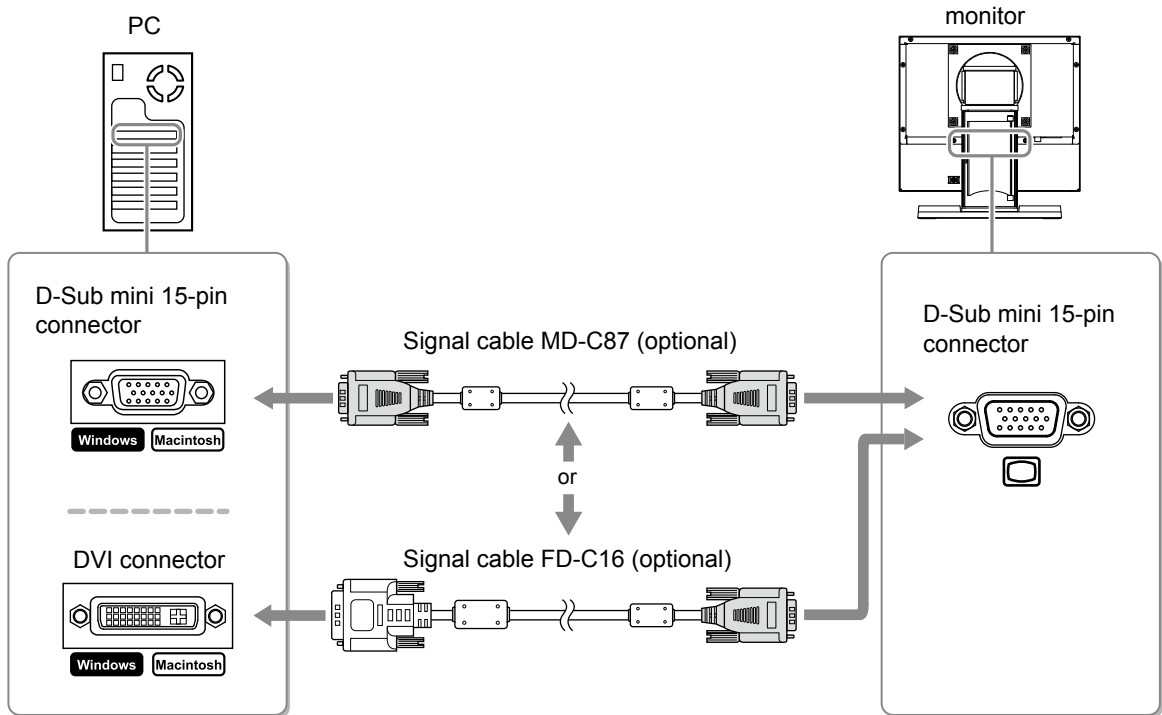 PC
monitor
D-Sub mini 15-pin
connector
Windows Macintosh
DVI connector
Windows Macintosh
Signal cable MD-C87 (optional)
or
Signal cable FD-C16 (optional)
D-Sub mini 15-pin
connector